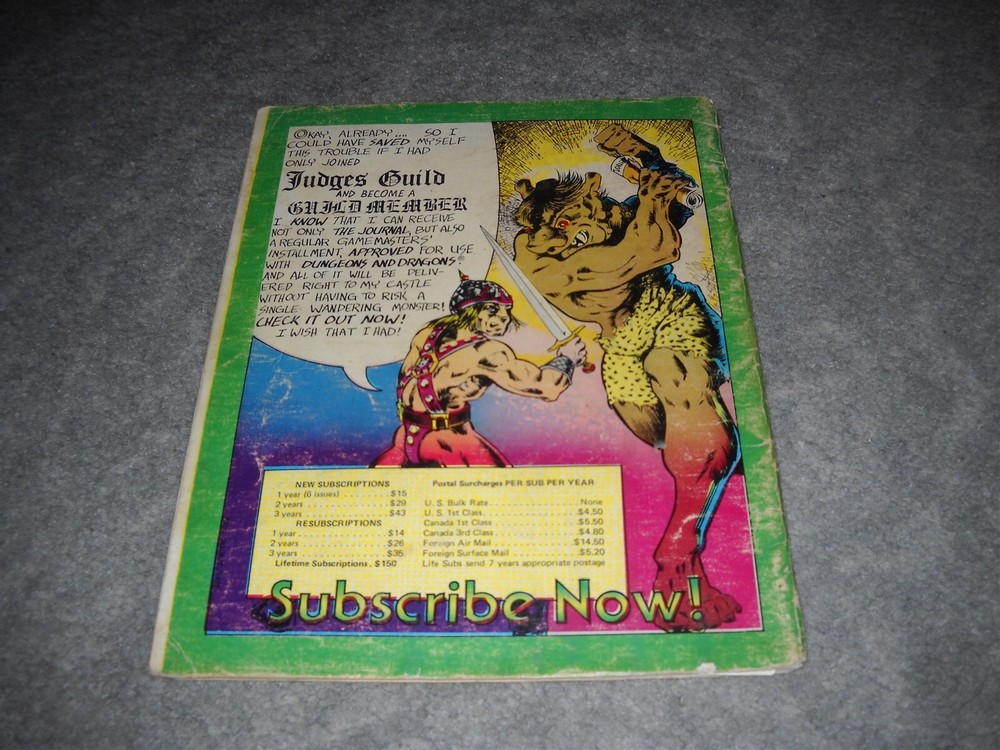 OKAY, ALREADY.... SO I
COULD HAVE SAVED MYSELF
THIS TROUBLE IF I HAD
ONLY JOINED
Judges Guild
AND BECOME A
GUILD MEMBER
I KNOW THAT I CAN RECEIVE
NOT ONLY THE JOURNAL, BUT ALSO
A REGULAR GAMEMASTERS'
INSTALLMENT, APPROVED FOR USE
WITH DUNGEONS AND DRAGONS®
AND ALL OF IT WILL BE DELIV-
ERED RIGHT TO MY CASTLE
WITHOUT HAVING TO RISK A
SINGLE WANDERING MONSTER!
CHECK IT OUT NOW!
I WISH THAT I HAD!
NEW SUBSCRIPTIONS
1 year (6 issues) . . . . . . . . . . $15
2 years . . . . . . . . . . . . . . . $29
3 years . . . . . . . . . . . . . . . $43
RESUBSCRIPTIONS
1 year . . . . . . . . . . . . . . . $14
2 years . . . . . . . . . . . . . . . $26
3 years . . . . . . . . . . . . . . . $35
Lifetime Subscriptions . $150
Postal Surcharges PER SUB PER YEAR
U.S. Bulk Rate . . . . . . . . . . . . . . . None
U.S. 1st Class . . . . . . . . . . . . . . . $4.50
Canada 1st Class . . . . . . . . . . . . . . $5.50
Canada 3rd Class . . . . . . . . . . . . . . $4.80
Foreign Air Mail . . . . . . . . . . . . . . $14.50
Foreign Surface Mail . . . . . . . . . . . . $5.20
Life Subs send 7 years appropriate postage
Subscribe Now!